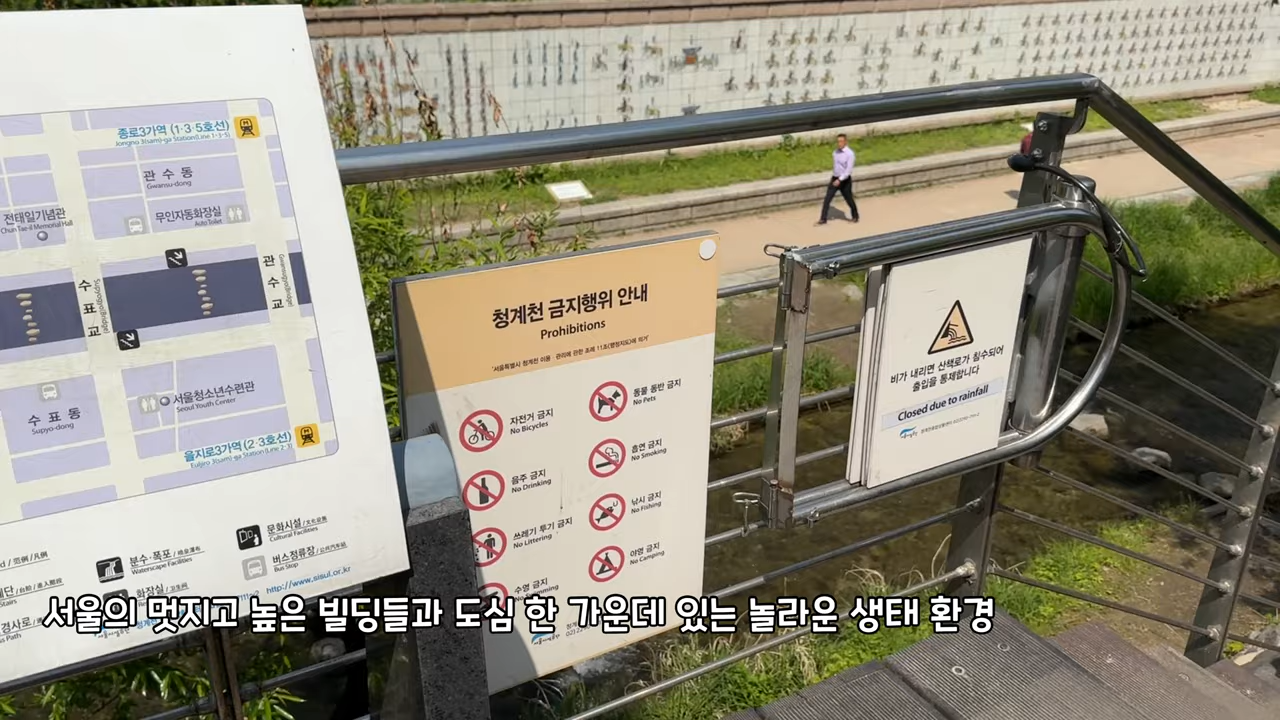 종로3가역 (1·3·5호선)
Jongno 3(sam)-ga Station(Line 1·3·5)
관수동
Gwansu-dong
전태일기념관
Chun Tae-il Memorial Hall
무인자동화장실
Auto Toilet
수표교
Supyogyo(Bridge)
관수교
Gwansugyo(Bridge)
서울청소년수련관
Seoul Youth Center
수표동
Supyo-dong
을지로3가역 (2·3호선)
Euljiro 3(sam)-ga Station (Line 2·3)
문화시설
Cultural Facilities
분수·폭포
Waterscape Facilities
버스정류장
Bus Stop
화장실
http://www.sisul.or.kr
청계천 금지행위 안내
Prohibitions
자전거 금지
No Bicycles
동물 동반 금지
No Pets
음주 금지
No Drinking
흡연 금지
No Smoking
쓰레기 투기 금지
No Littering
낚시 금지
No Fishing
수영 금지
야영 금지
No Camping
비가 내리면 산책로가 침수되어
출입을 통제합니다
Closed due to rainfall
서울의 멋지고 높은 빌딩들과 도심 한 가운데 있는 놀라운 생태 환경